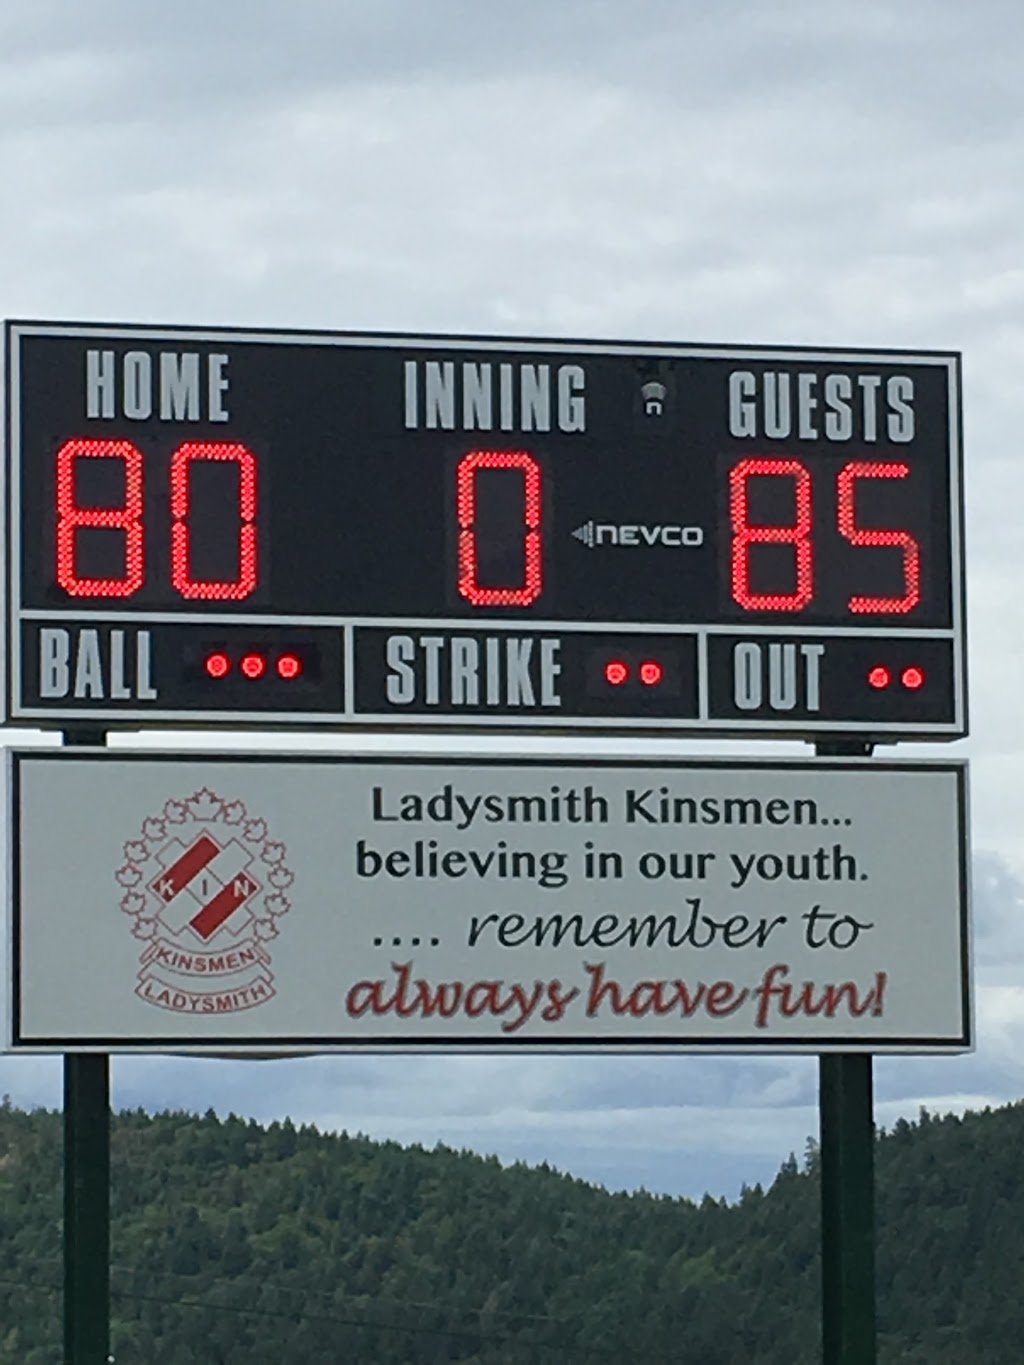 HOME INNING GUESTS
80 0 NEVCO 85
BALL STRIKE OUT
Ladysmith Kinsmen...
believing in our youth.
.... remember to
always have fun!
K I N
KINSMEN
LADYSMITH